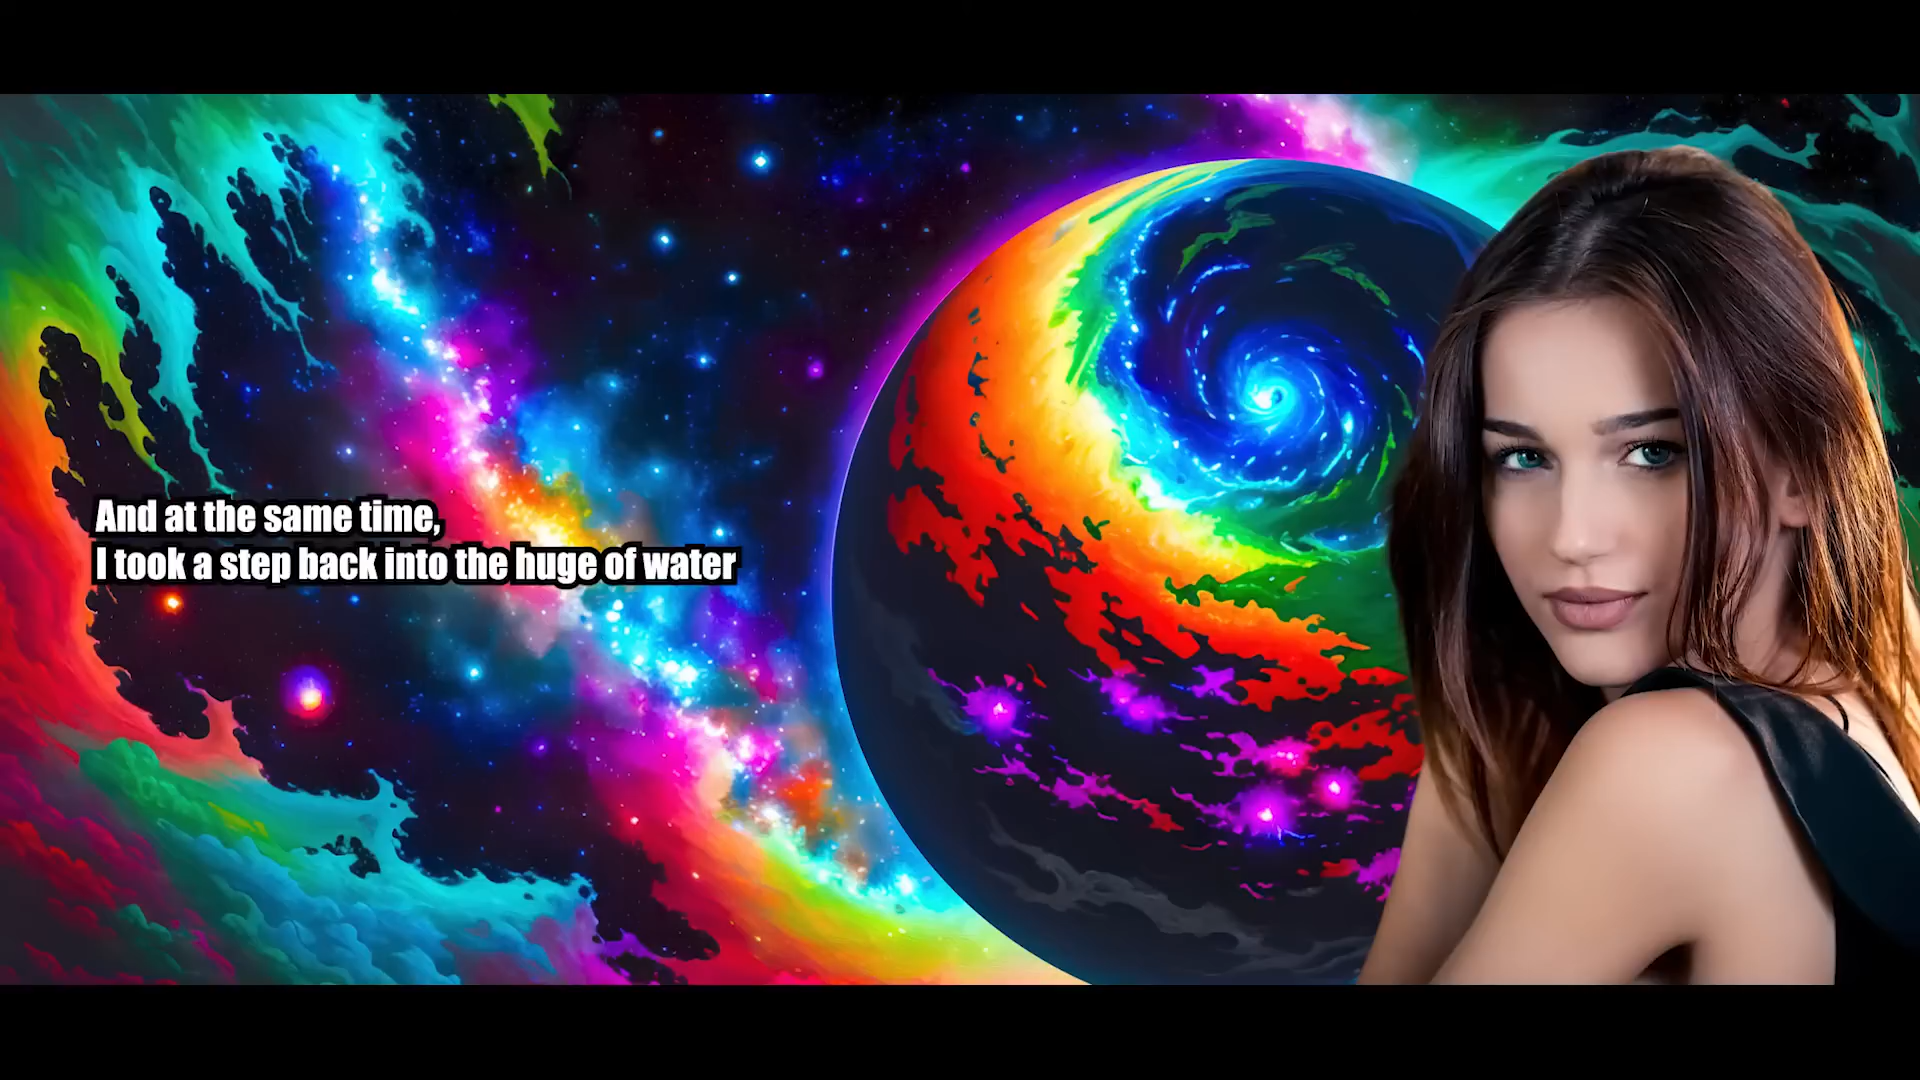 And at the same time,
I took a step back into the huge of water